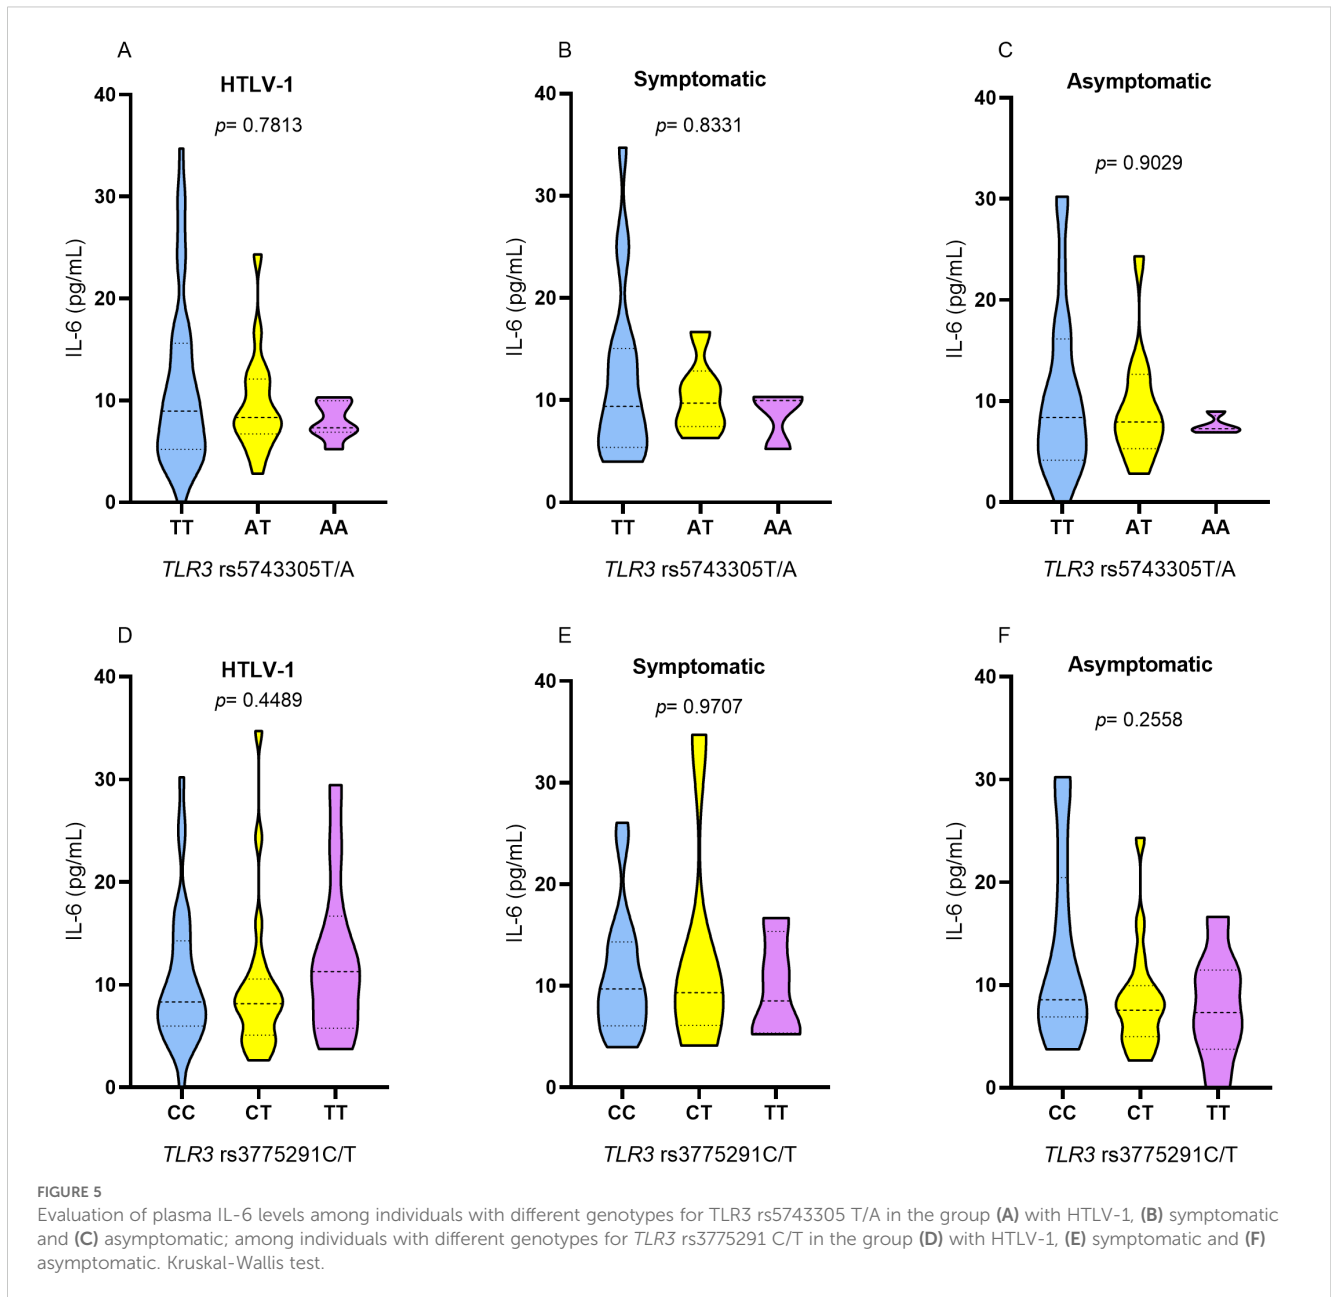 A
HTLV-1
p= 0.7813
40
30
20
10
0
IL-6 (pg/mL)
TT AT AA
TLR3 rs5743305T/A
B
Symptomatic
p= 0.8331
40
30
20
10
0
IL-6 (pg/mL)
TT AT AA
TLR3 rs5743305T/A
C
Asymptomatic
p= 0.9029
40
30
20
10
0
IL-6 (pg/mL)
TT AT AA
TLR3 rs5743305T/A
D
HTLV-1
p= 0.4489
40
30
20
10
0
IL-6 (pg/mL)
CC CT TT
TLR3 rs3775291C/T
E
Symptomatic
p= 0.9707
40
30
20
10
0
IL-6 (pg/mL)
CC CT TT
TLR3 rs3775291C/T
F
Asymptomatic
p= 0.2558
40
30
20
10
0
IL-6 (pg/mL)
CC CT TT
TLR3 rs3775291C/T
FIGURE 5
Evaluation of plasma IL-6 levels among individuals with different genotypes for TLR3 rs5743305 T/A in the group (A) with HTLV-1, (B) symptomatic
and (C) asymptomatic; among individuals with different genotypes for TLR3 rs3775291 C/T in the group (D) with HTLV-1, (E) symptomatic and (F)
asymptomatic. Kruskal-Wallis test.